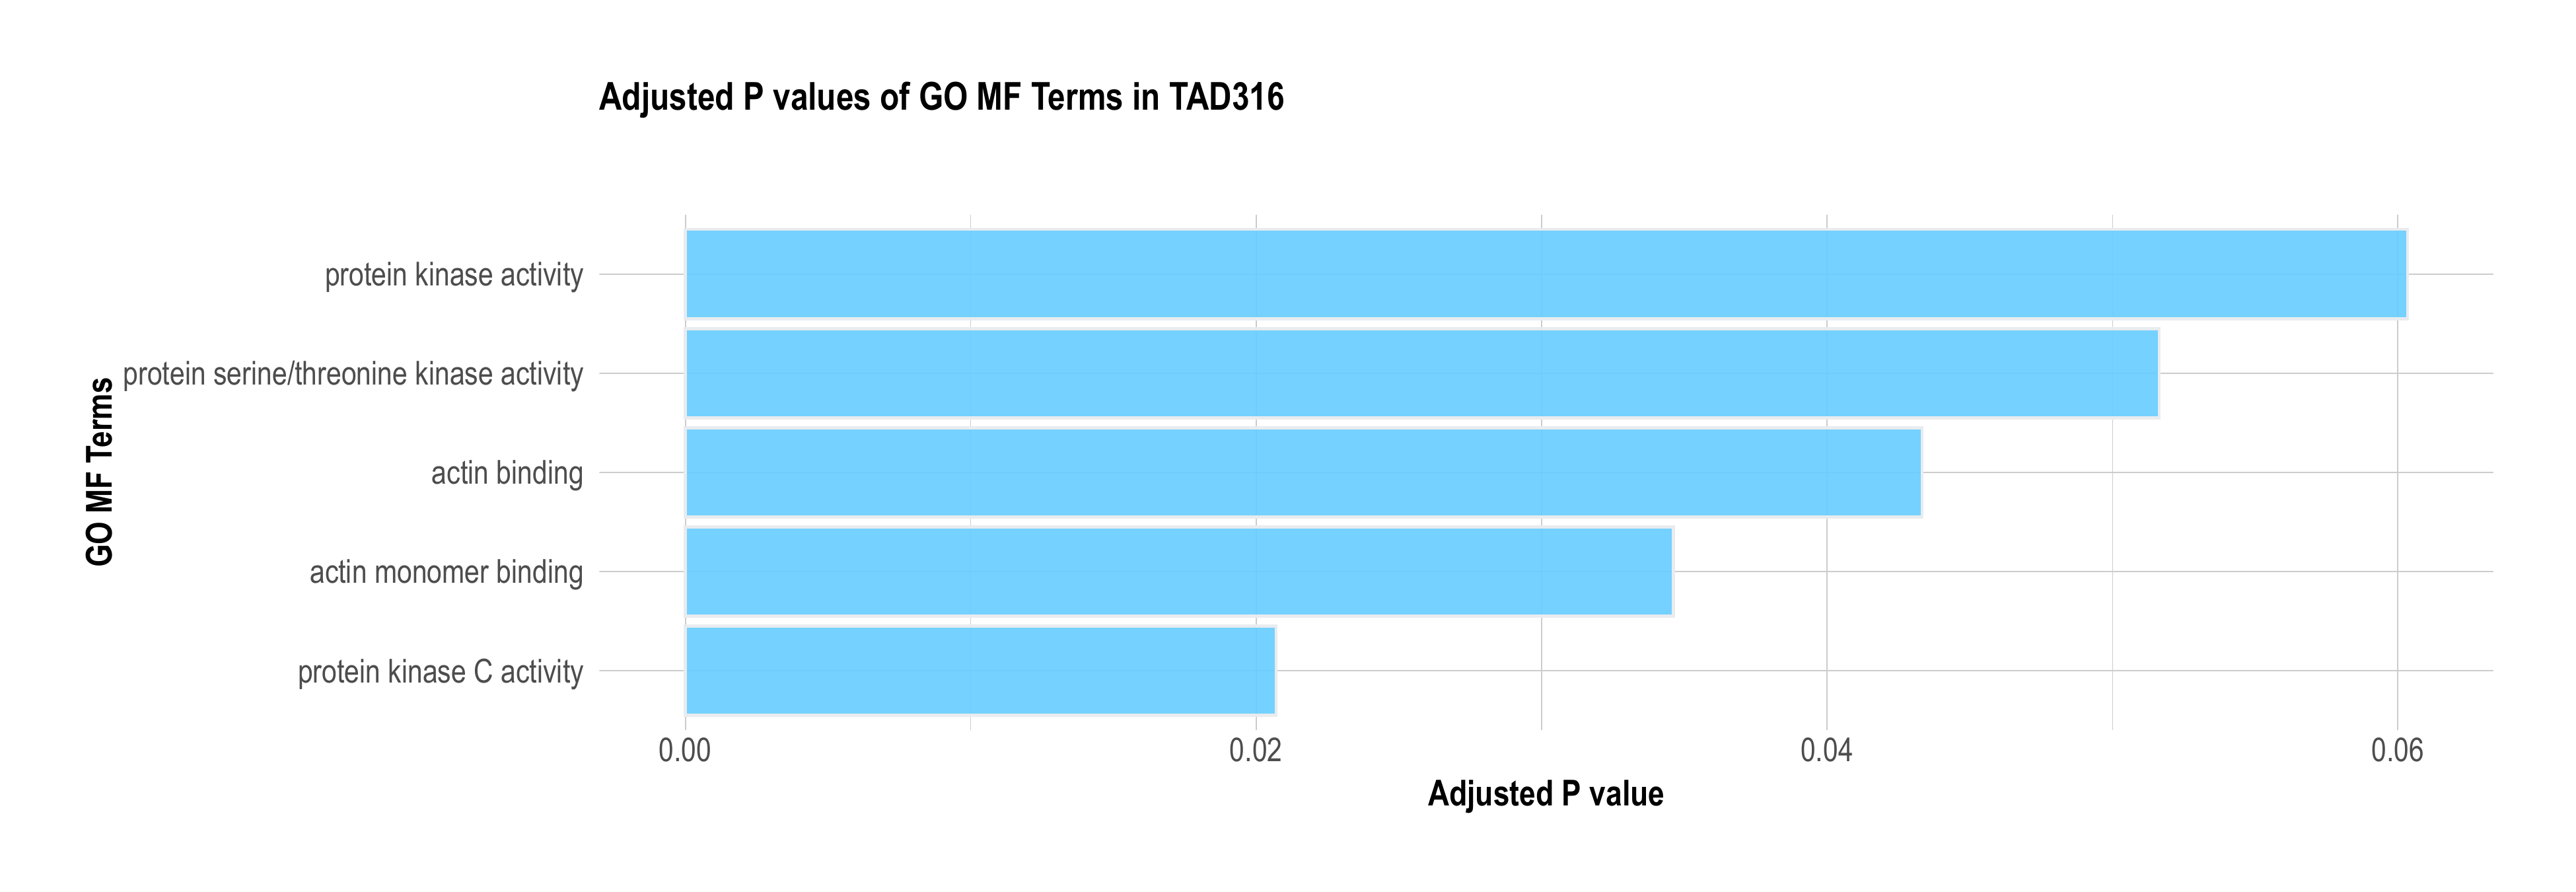 Adjusted P values of GO MF Terms in TAD316
GO MF Terms
protein kinase activity
protein serine/threonine kinase activity
actin binding
actin monomer binding
protein kinase C activity
0.00 0.02 0.04 0.06
Adjusted P value